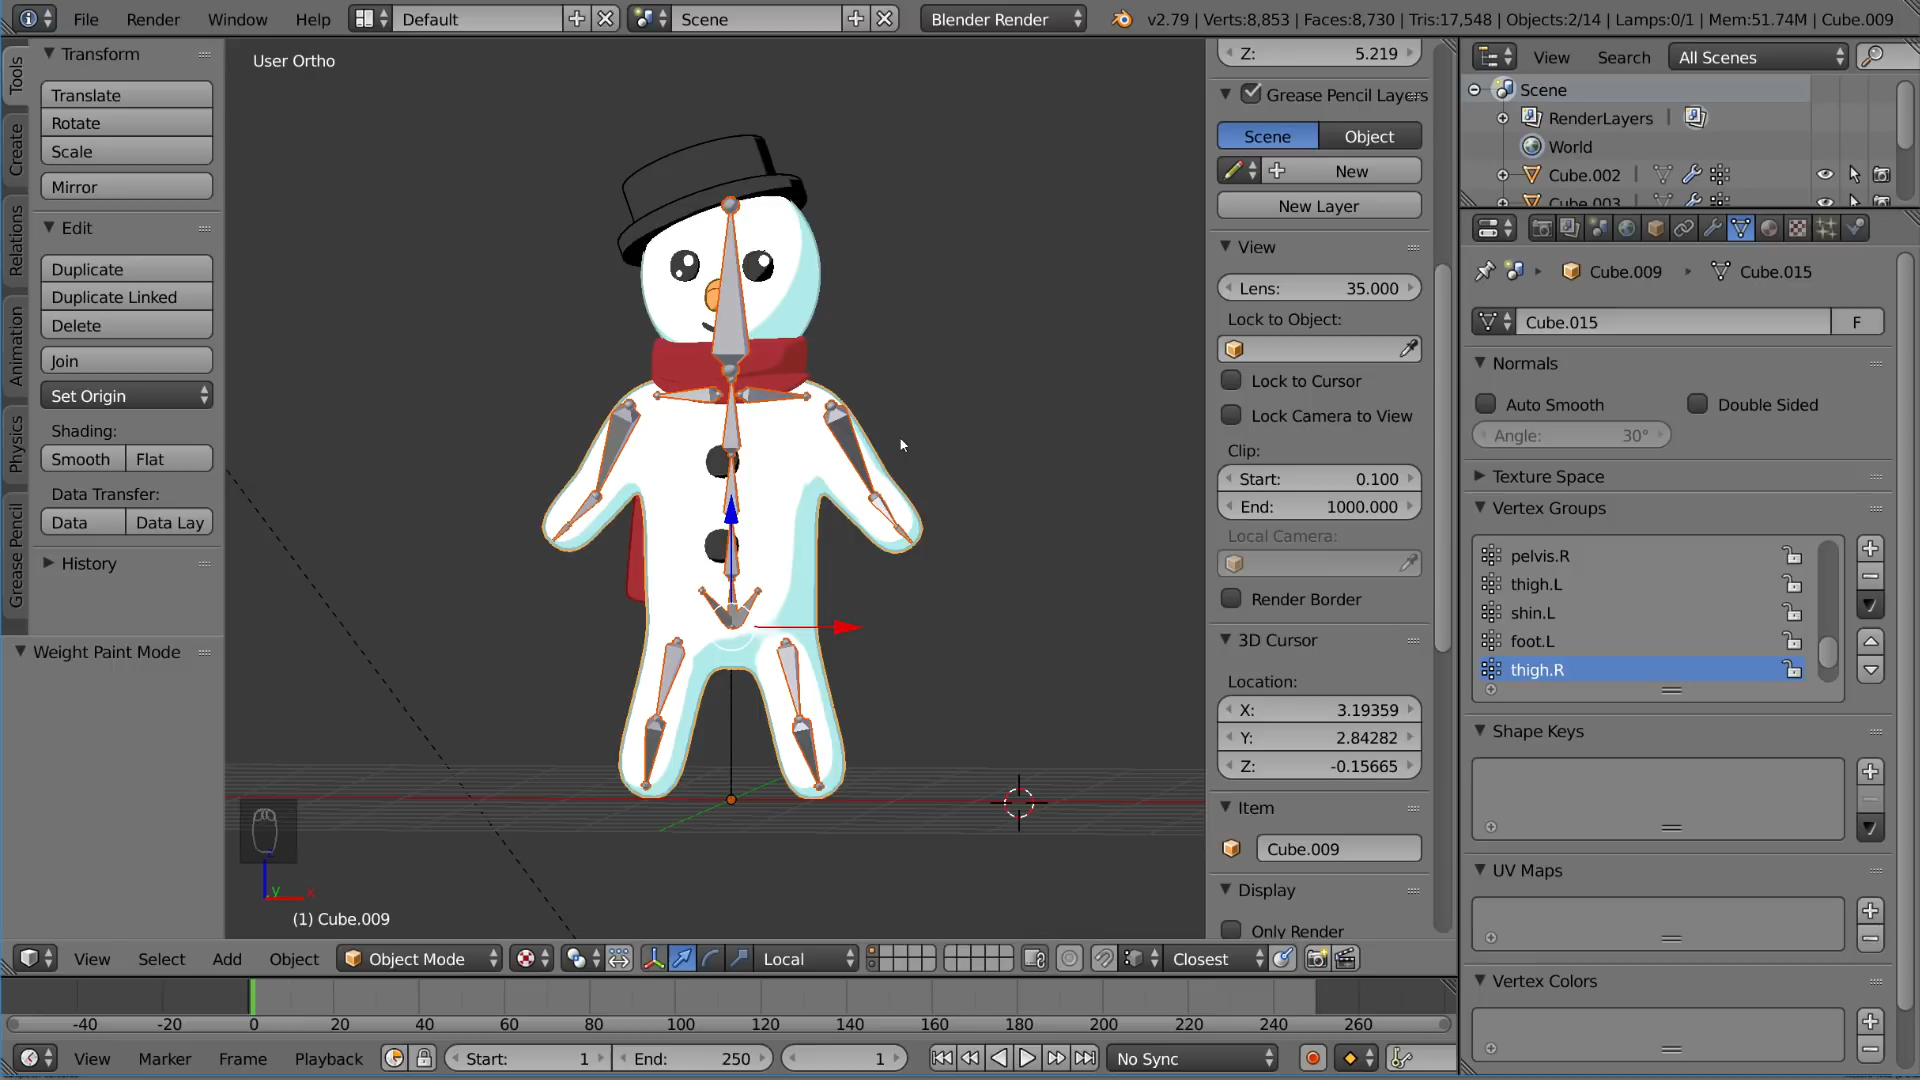 File Render Window Help Default Scene Blender Render v2.79 | Verts:8,853 | Faces:8,730 | Tris:17,548 | Objects:2/14 | Lamps:0/1 | Mem:51.74M | Cube.009
Tools
Create
Relations
Animation
Physics
Grease Pencil
Transform
Translate
Rotate
Scale
Mirror
Edit
Duplicate
Duplicate Linked
Delete
Join
Set Origin
Shading:
Smooth Flat
Data Transfer:
Data Data Lay
History
Weight Paint Mode
User Ortho
z
y x
(1) Cube.009
Z: 5.219
Grease Pencil Layers
Scene Object
New
New Layer
View
Lens: 35.000
Lock to Object:
Lock to Cursor
Lock Camera to View
Clip:
Start: 0.100
End: 1000.000
Local Camera:
Render Border
3D Cursor
Location:
X: 3.19359
Y: 2.84282
Z: -0.15665
Item
Cube.009
Display
Only Render
View Search All Scenes
Scene
RenderLayers
World
Cube.002
Cube.003
Cube.009 Cube.015
Cube.015 F
Normals
Auto Smooth Double Sided
Angle: 30°
Texture Space
Vertex Groups
pelvis.R
thigh.L
shin.L
foot.L
thigh.R
Shape Keys
UV Maps
Vertex Colors
View Select Add Object Object Mode Local Closest
-40 -20 0 20 40 60 80 100 120 140 160 180 200 220 240 260
View Marker Frame Playback Start: 1 End: 250 1 No Sync